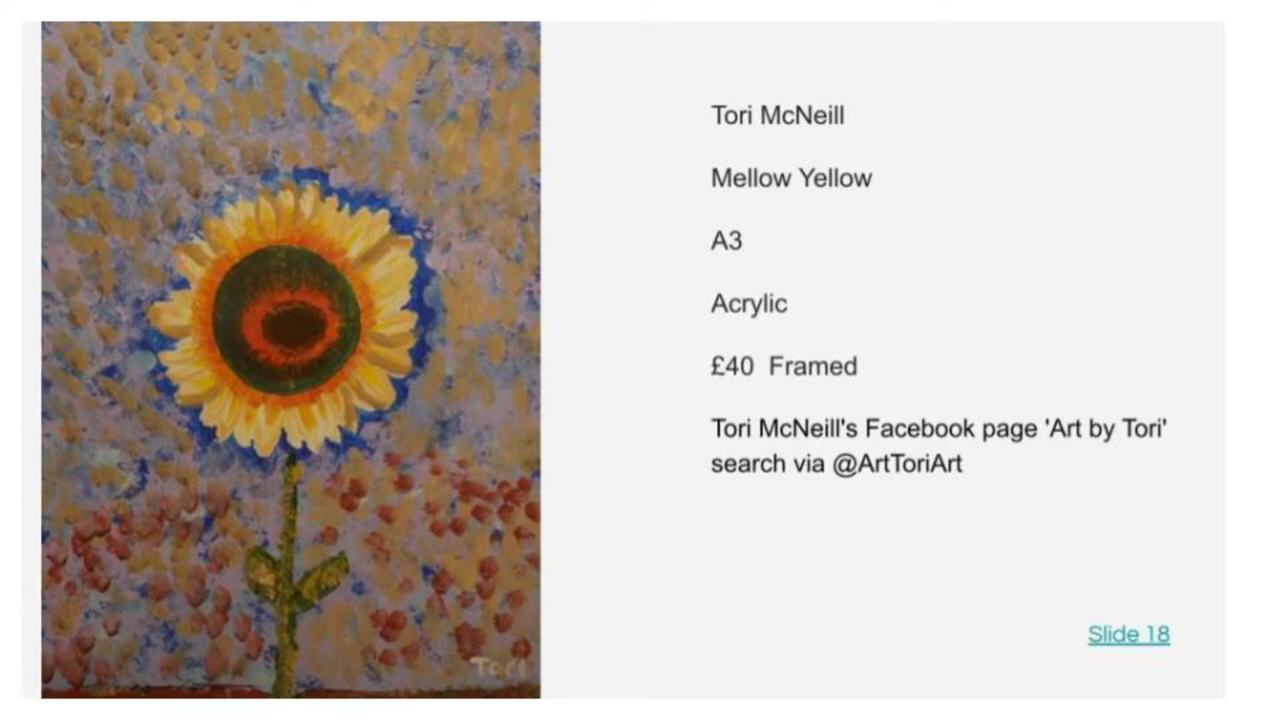 Tori McNeill
Mellow Yellow
A3
Acrylic
£40 Framed
Tori McNeill's Facebook page 'Art by Tori'
search via @ArtToriArt
Slide 18
Tori